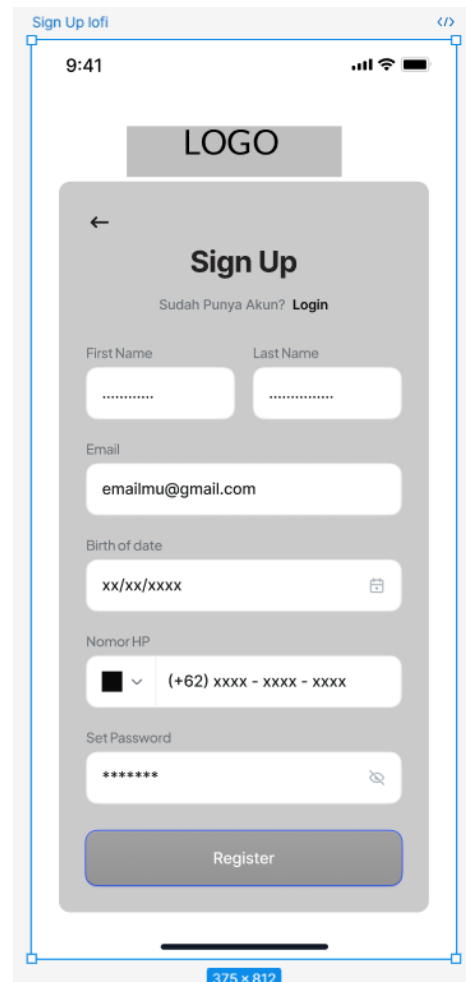 Sign Up lofi
</>
9:41
LOGO
←
Sign Up
Sudah Punya Akun? Login
First Name Last Name
............ ...............
Email
emailmu@gmail.com
Birth of date
xx/xx/xxxx
Nomor HP
(+62) xxxx - xxxx - xxxx
Set Password
*******
Register
375 × 812